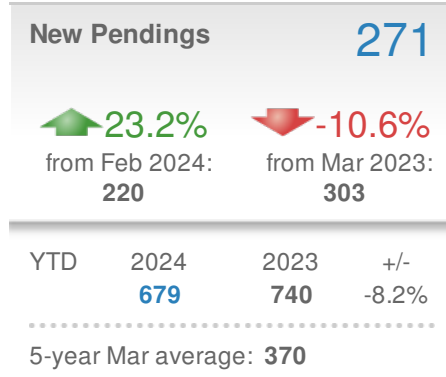 New Pendings 271
23.2% -10.6%
from Feb 2024: from Mar 2023:
220 303
YTD 2024 2023 +/-
679 740 -8.2%
5-year Mar average: 370